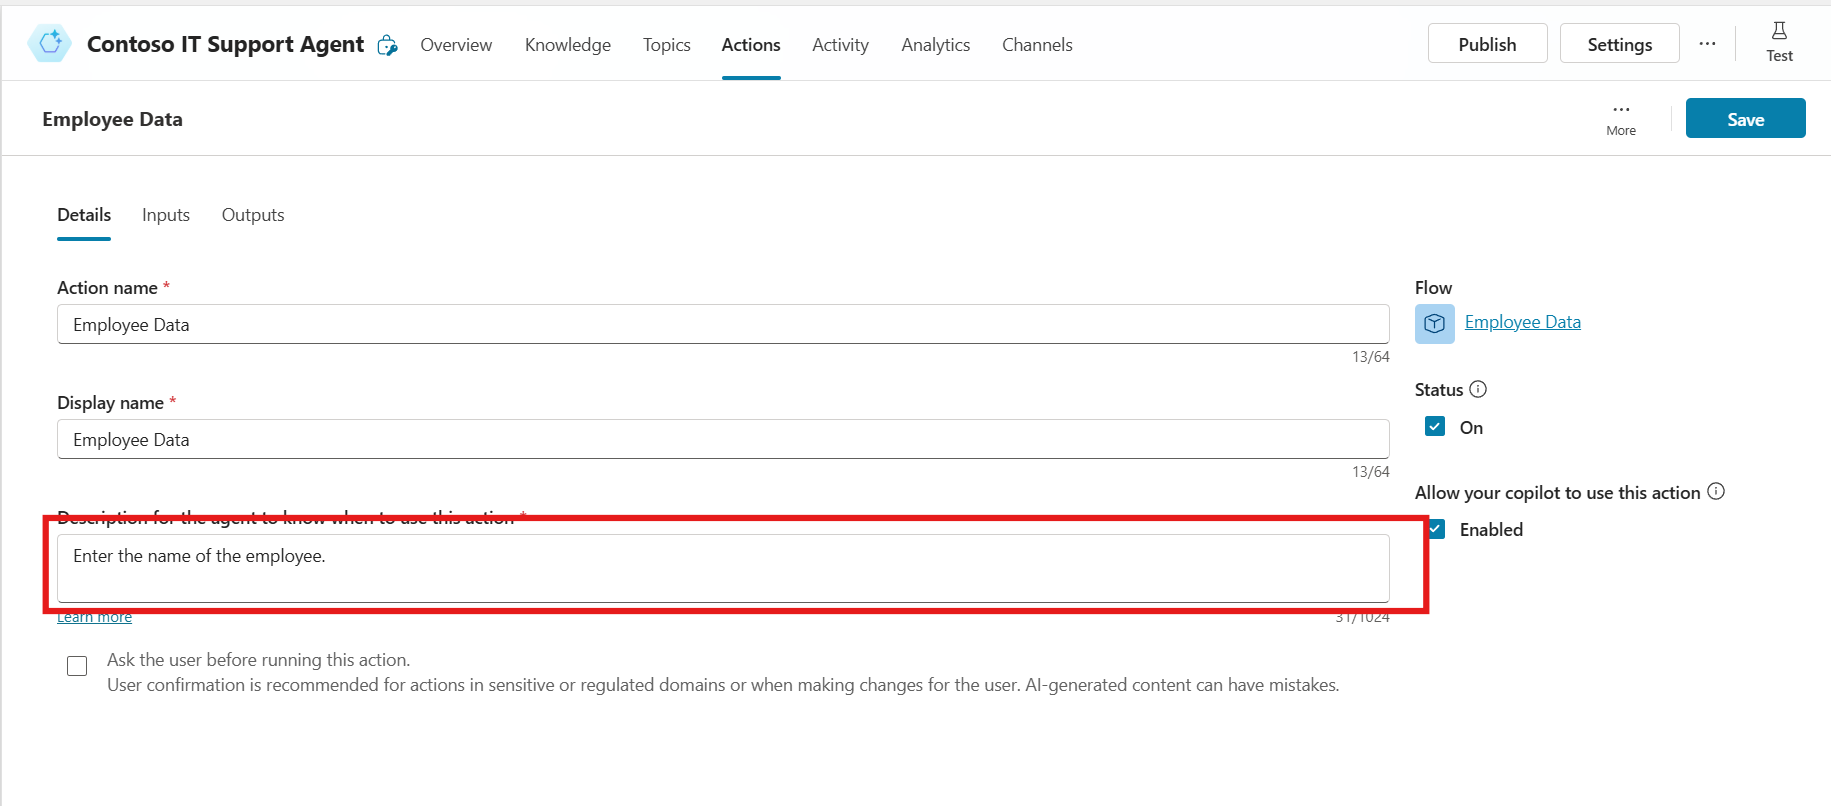 Contoso IT Support Agent Overview Knowledge Topics Actions Activity Analytics Channels Publish Settings ... Test
Employee Data ... More Save
Details Inputs Outputs
Action name * Flow
Employee Data Employee Data
13/64
Display name * Status
Employee Data On
13/64
Allow your copilot to use this action
Description for the agent to know when to use this action * Enabled
Enter the name of the employee.
Learn more 31/1024
Ask the user before running this action.
User confirmation is recommended for actions in sensitive or regulated domains or when making changes for the user. AI-generated content can have mistakes.